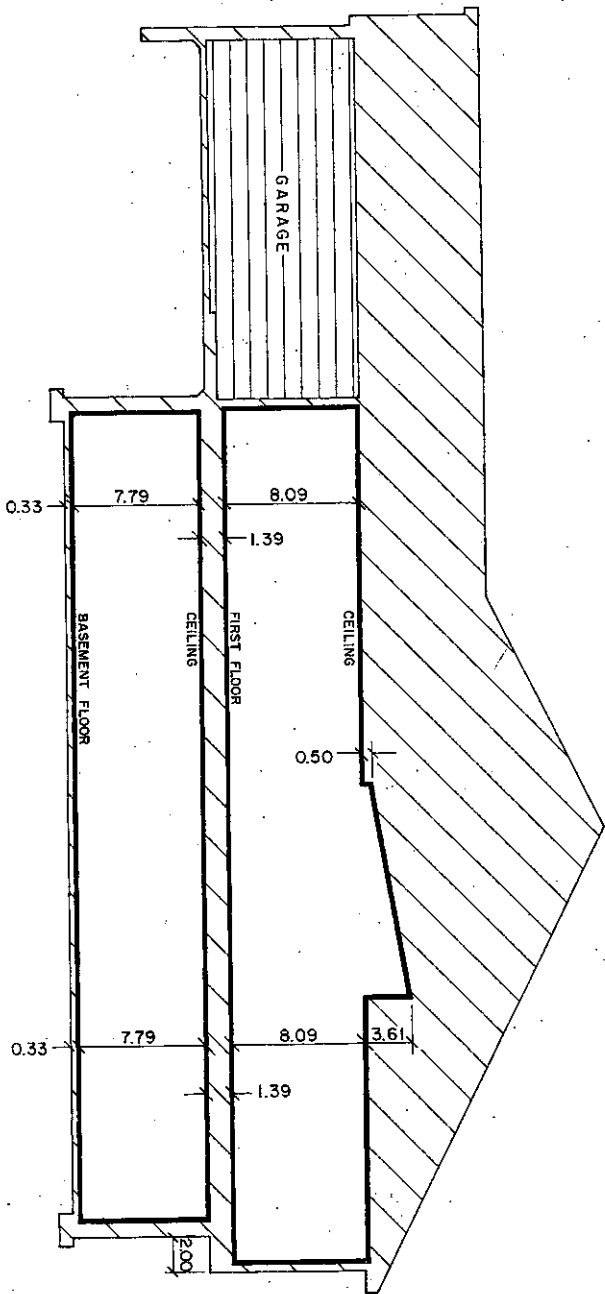 GARAGE
0.33
7.79
8.09
1.39
BASEMENT FLOOR
CEILING
FIRST FLOOR
CEILING
0.50
0.33
7.79
8.09
3.61
1.39
2.00